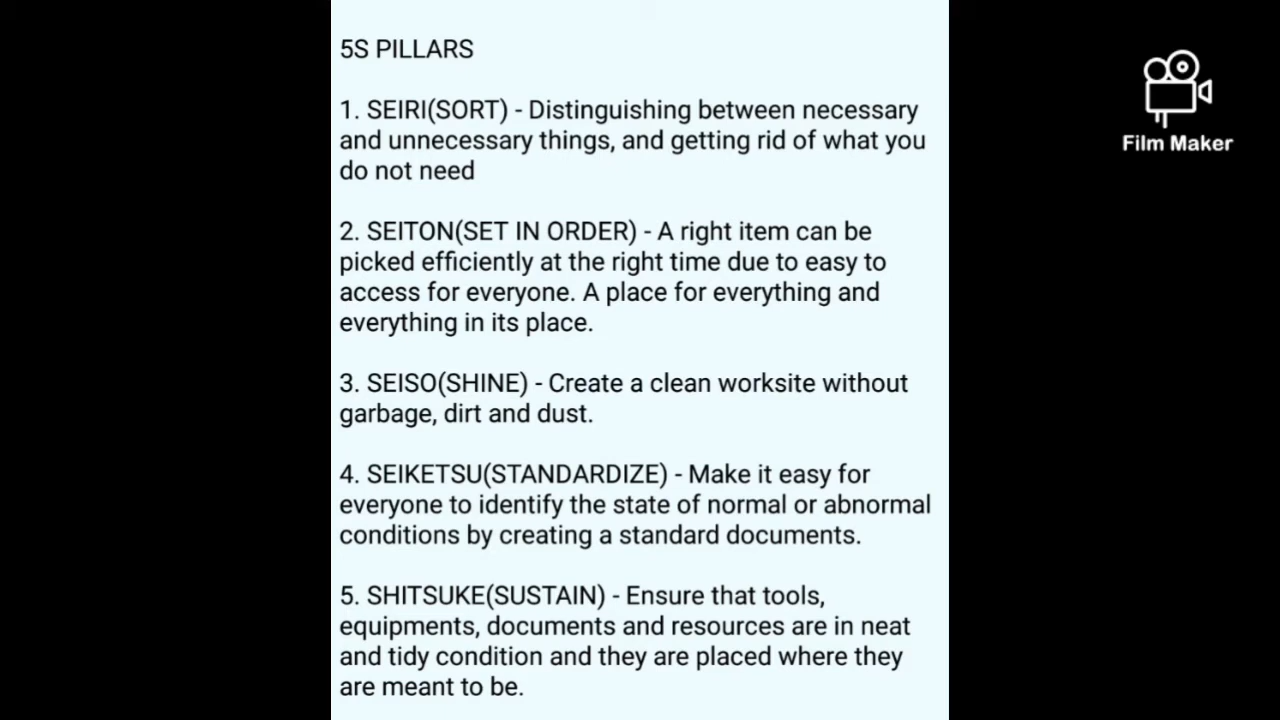 5S PILLARS
1. SEIRI(SORT) - Distinguishing between necessary
and unnecessary things, and getting rid of what you
do not need
2. SEITON(SET IN ORDER) - A right item can be
picked efficiently at the right time due to easy to
access for everyone. A place for everything and
everything in its place.
3. SEISO(SHINE) - Create a clean worksite without
garbage, dirt and dust.
4. SEIKETSU(STANDARDIZE) - Make it easy for
everyone to identify the state of normal or abnormal
conditions by creating a standard documents.
5. SHITSUKE(SUSTAIN) - Ensure that tools,
equipments, documents and resources are in neat
and tidy condition and they are placed where they
are meant to be.
Film Maker